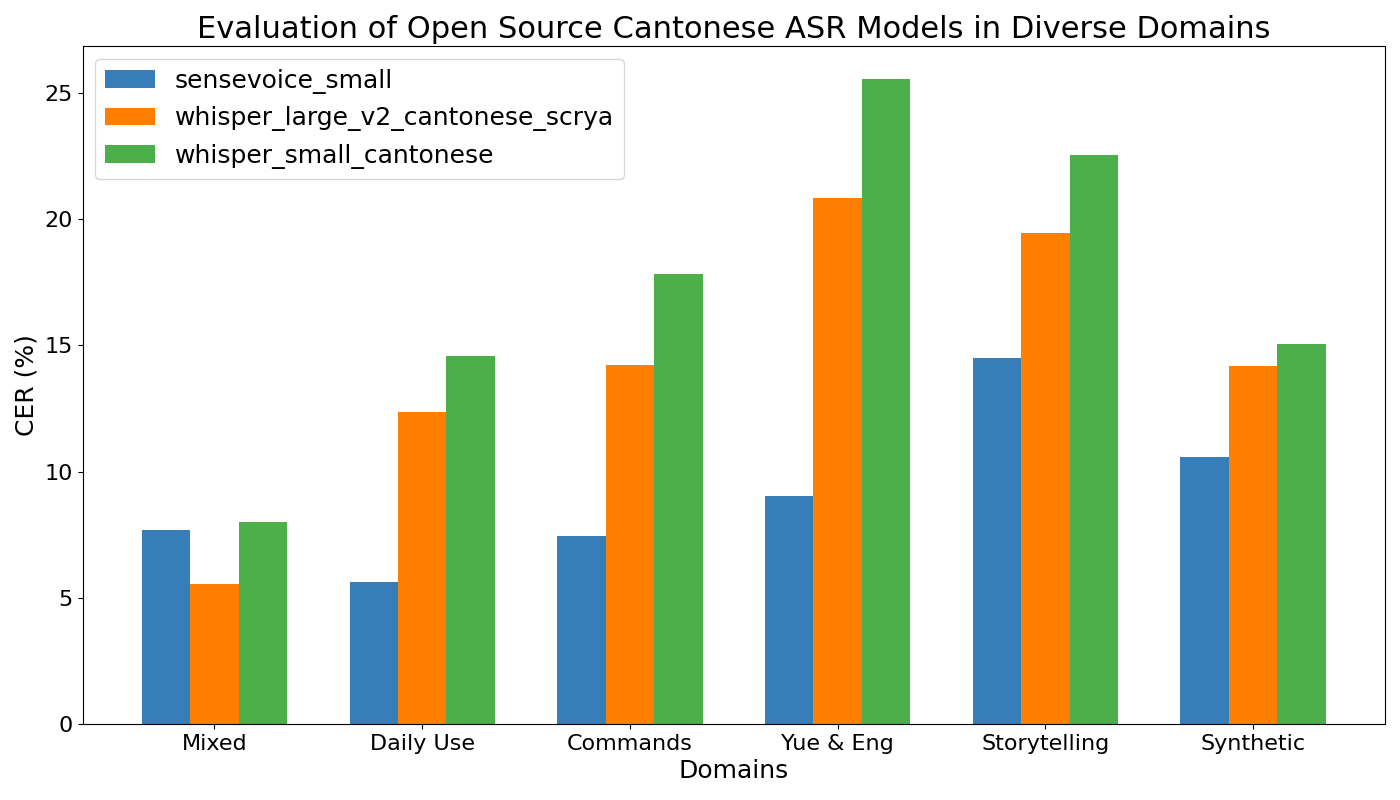 Evaluation of Open Source Cantonese ASR Models in Diverse Domains
sensevoice_small
whisper_large_v2_cantonese_scrya
whisper_small_cantonese
CER (%)
25
20
15
10
5
0
Mixed Daily Use Commands Yue & Eng Storytelling Synthetic
Domains